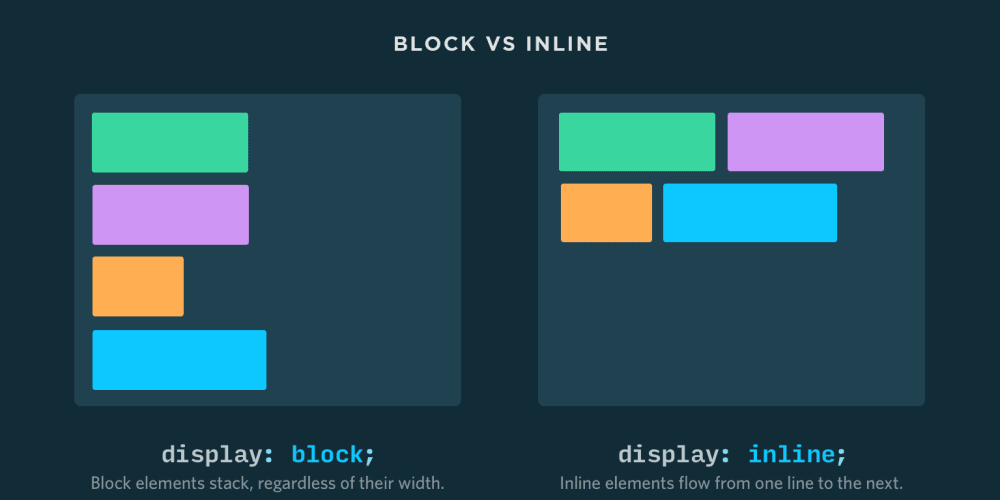 BLOCK VS INLINE
display: block;
Block elements stack, regardless of their width.
display: inline;
Inline elements flow from one line to the next.